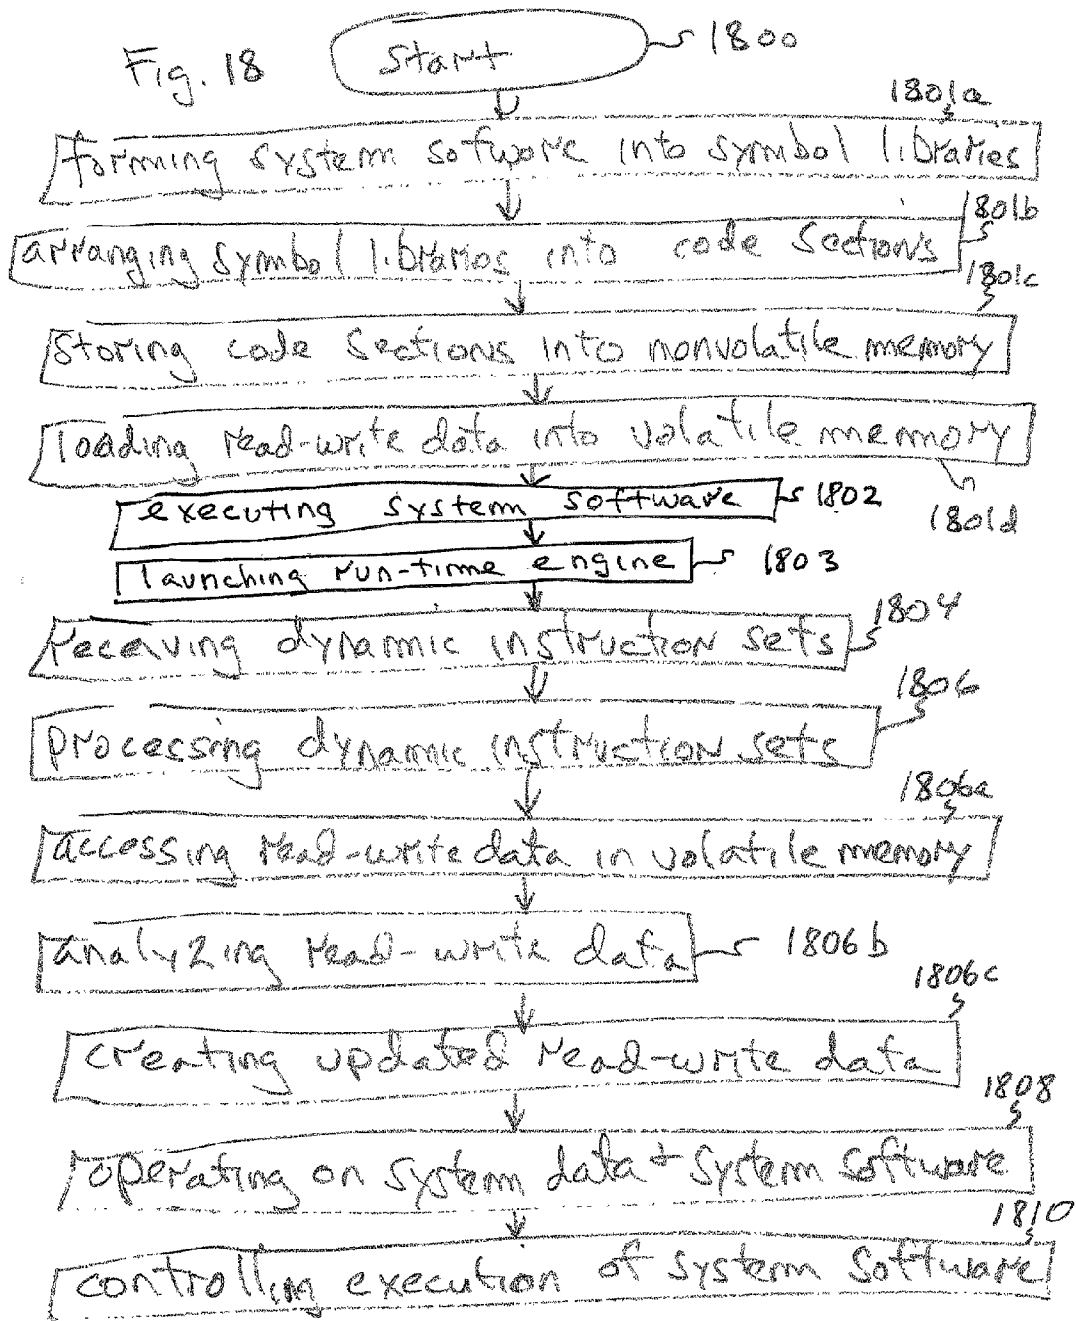 Fig. 18
Start
1800
1801a
forming system sofware into symbol libraries
1801b
arranging symbol libraries into code sections
1801c
storing code sections into nonvolatile memory
loading read-write data into volatile memory
1801d
executing system software
1802
launching run-time engine
1803
1804
receiving dynamic instruction sets
1806
processing dynamic instruction sets
1806a
accessing read-write data in volatile memory
analyzing read-write data
1806b
1806c
creating updated read-write data
1808
operating on system data + system software
1810
controlling execution of system software